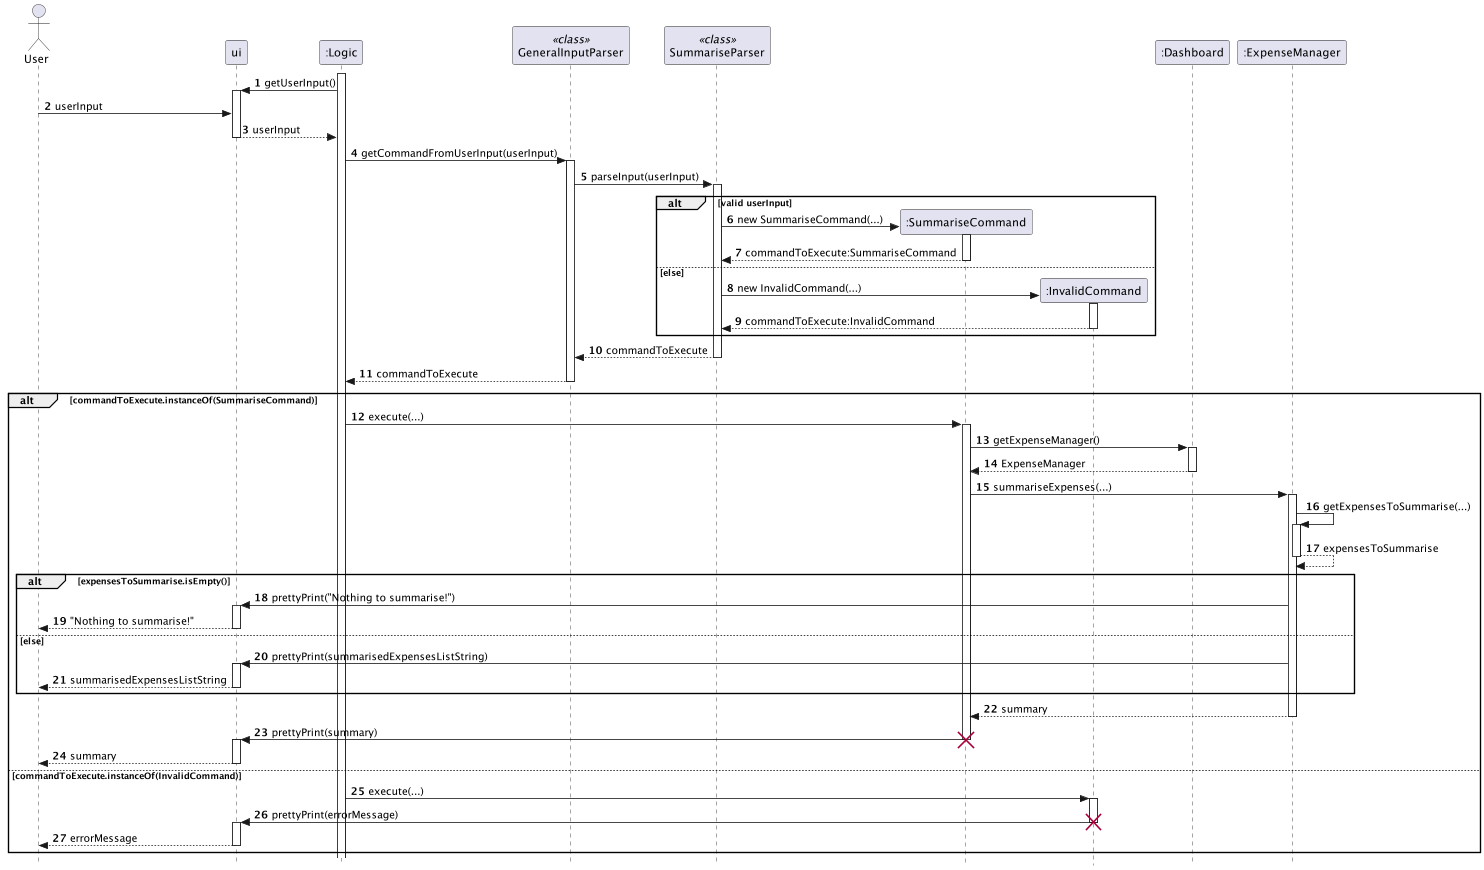 User
ui
:Logic
«class»
GeneralInputParser
«class»
SummariseParser
:Dashboard
:ExpenseManager
1 getUserInput()
2 userInput
3 userInput
4 getCommandFromUserInput(userInput)
5 parseInput(userInput)
alt [valid userInput]
6 new SummariseCommand(...)
:SummariseCommand
7 commandToExecute:SummariseCommand
[else]
8 new InvalidCommand(...)
:InvalidCommand
9 commandToExecute:InvalidCommand
10 commandToExecute
11 commandToExecute
alt [commandToExecute.instanceOf(SummariseCommand)]
12 execute(...)
13 getExpenseManager()
14 ExpenseManager
15 summariseExpenses(...)
16 getExpensesToSummarise(...)
17 expensesToSummarise
alt [expensesToSummarise.isEmpty()]
18 prettyPrint("Nothing to summarise!")
19 "Nothing to summarise!"
[else]
20 prettyPrint(summarisedExpensesListString)
21 summarisedExpensesListString
22 summary
23 prettyPrint(summary)
24 summary
[commandToExecute.instanceOf(InvalidCommand)]
25 execute(...)
26 prettyPrint(errorMessage)
27 errorMessage